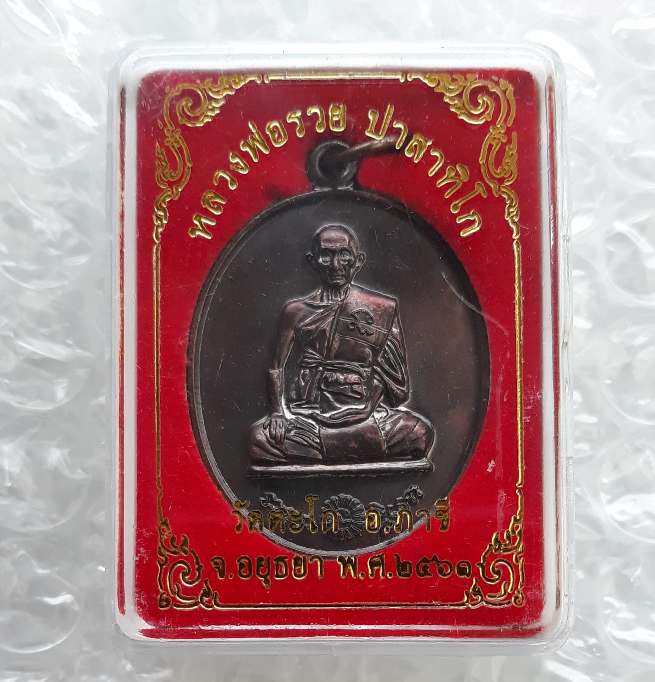 หลวงพ่อรวย ปาสาทิโก
วัดตะโก อ.ภาชี
จ.อยุธยา พ.ศ.๒๕๖๑